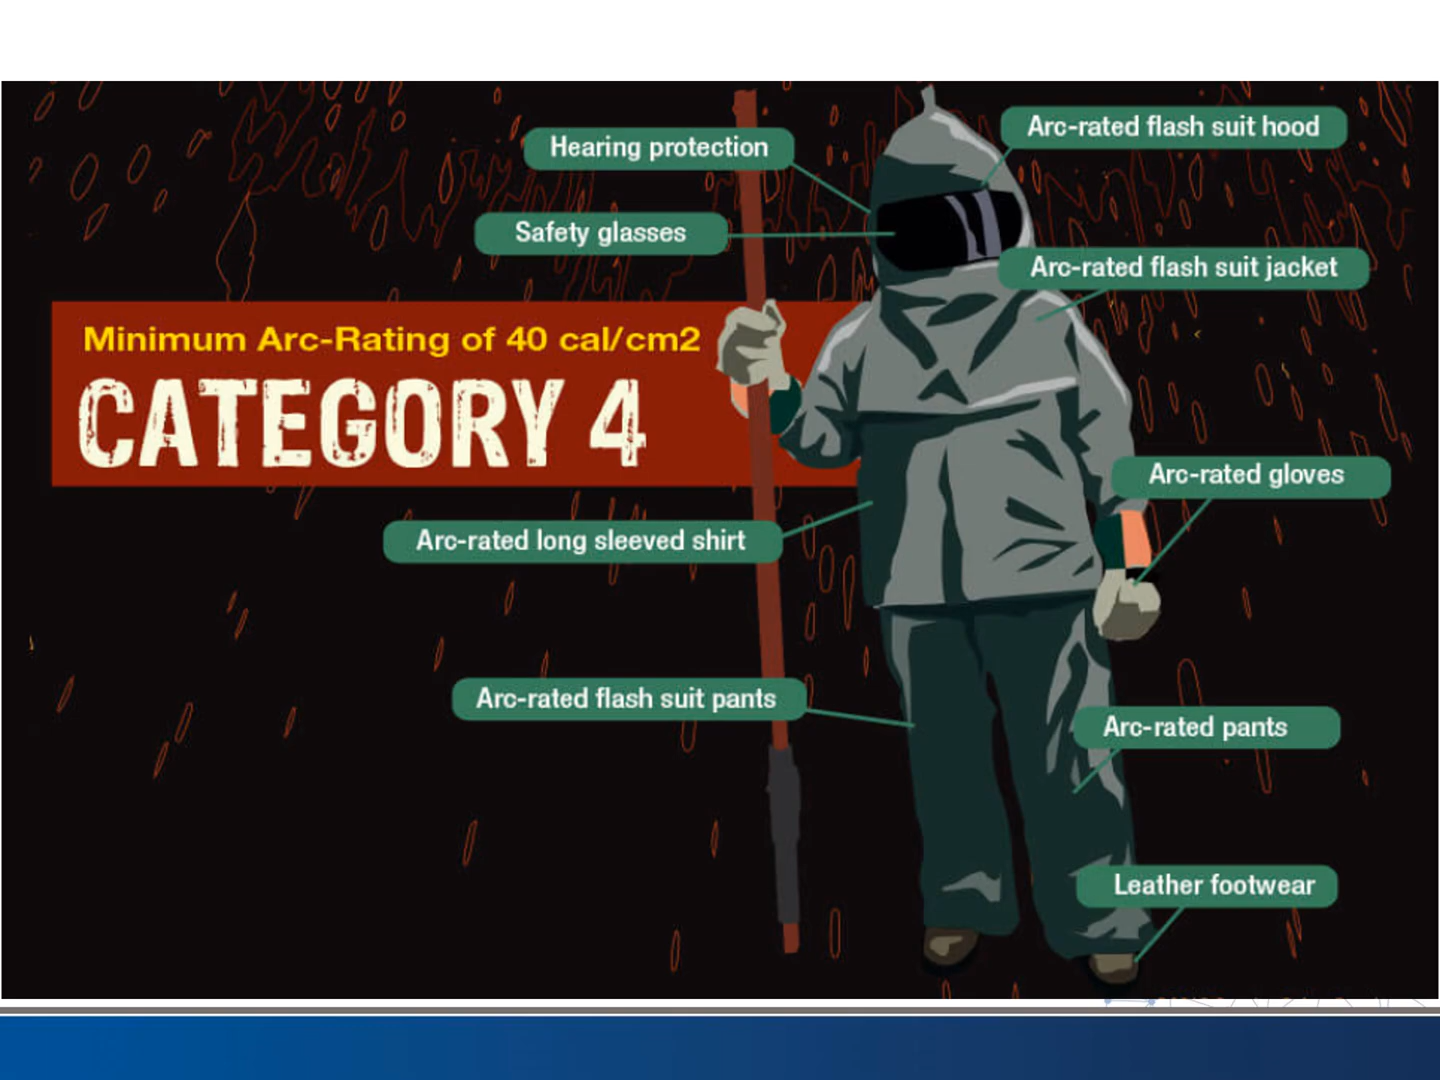 Hearing protection
Arc-rated flash suit hood
Safety glasses
Arc-rated flash suit jacket
Minimum Arc-Rating of 40 cal/cm2
CATEGORY 4
Arc-rated gloves
Arc-rated long sleeved shirt
Arc-rated flash suit pants
Arc-rated pants
Leather footwear